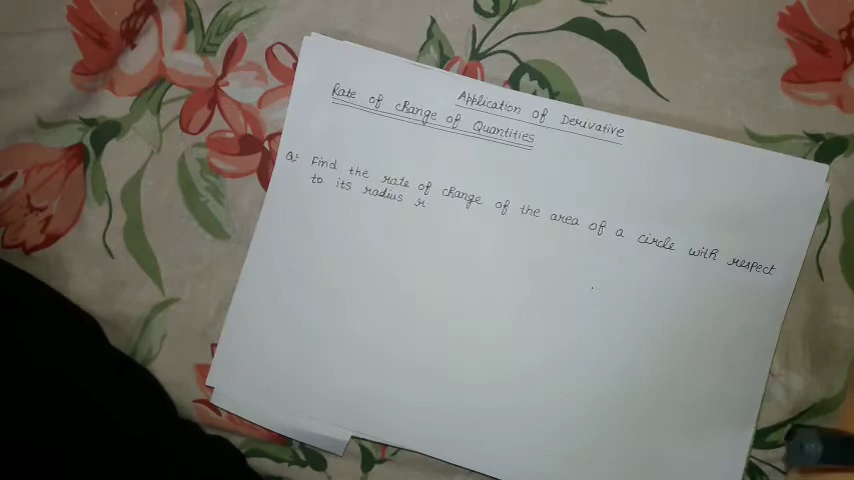 Application of Derivative
Rate of change of Quantities
Q: Find the rate of change of the area of a circle with respect
to its radius r